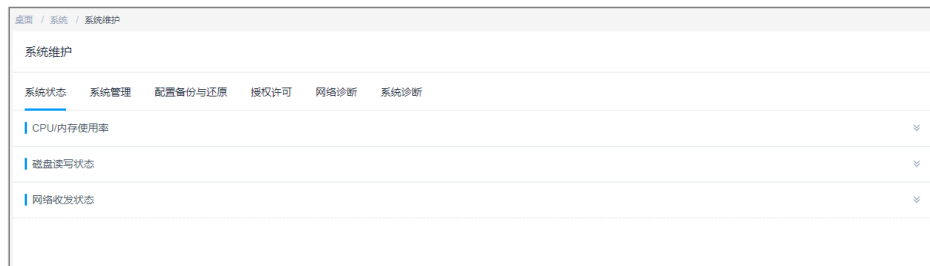 桌面 / 系统 / 系统维护
系统维护
系统状态 系统管理 配置备份与还原 授权许可 网络诊断 系统诊断
CPU/内存使用率
磁盘读写状态
网络收发状态